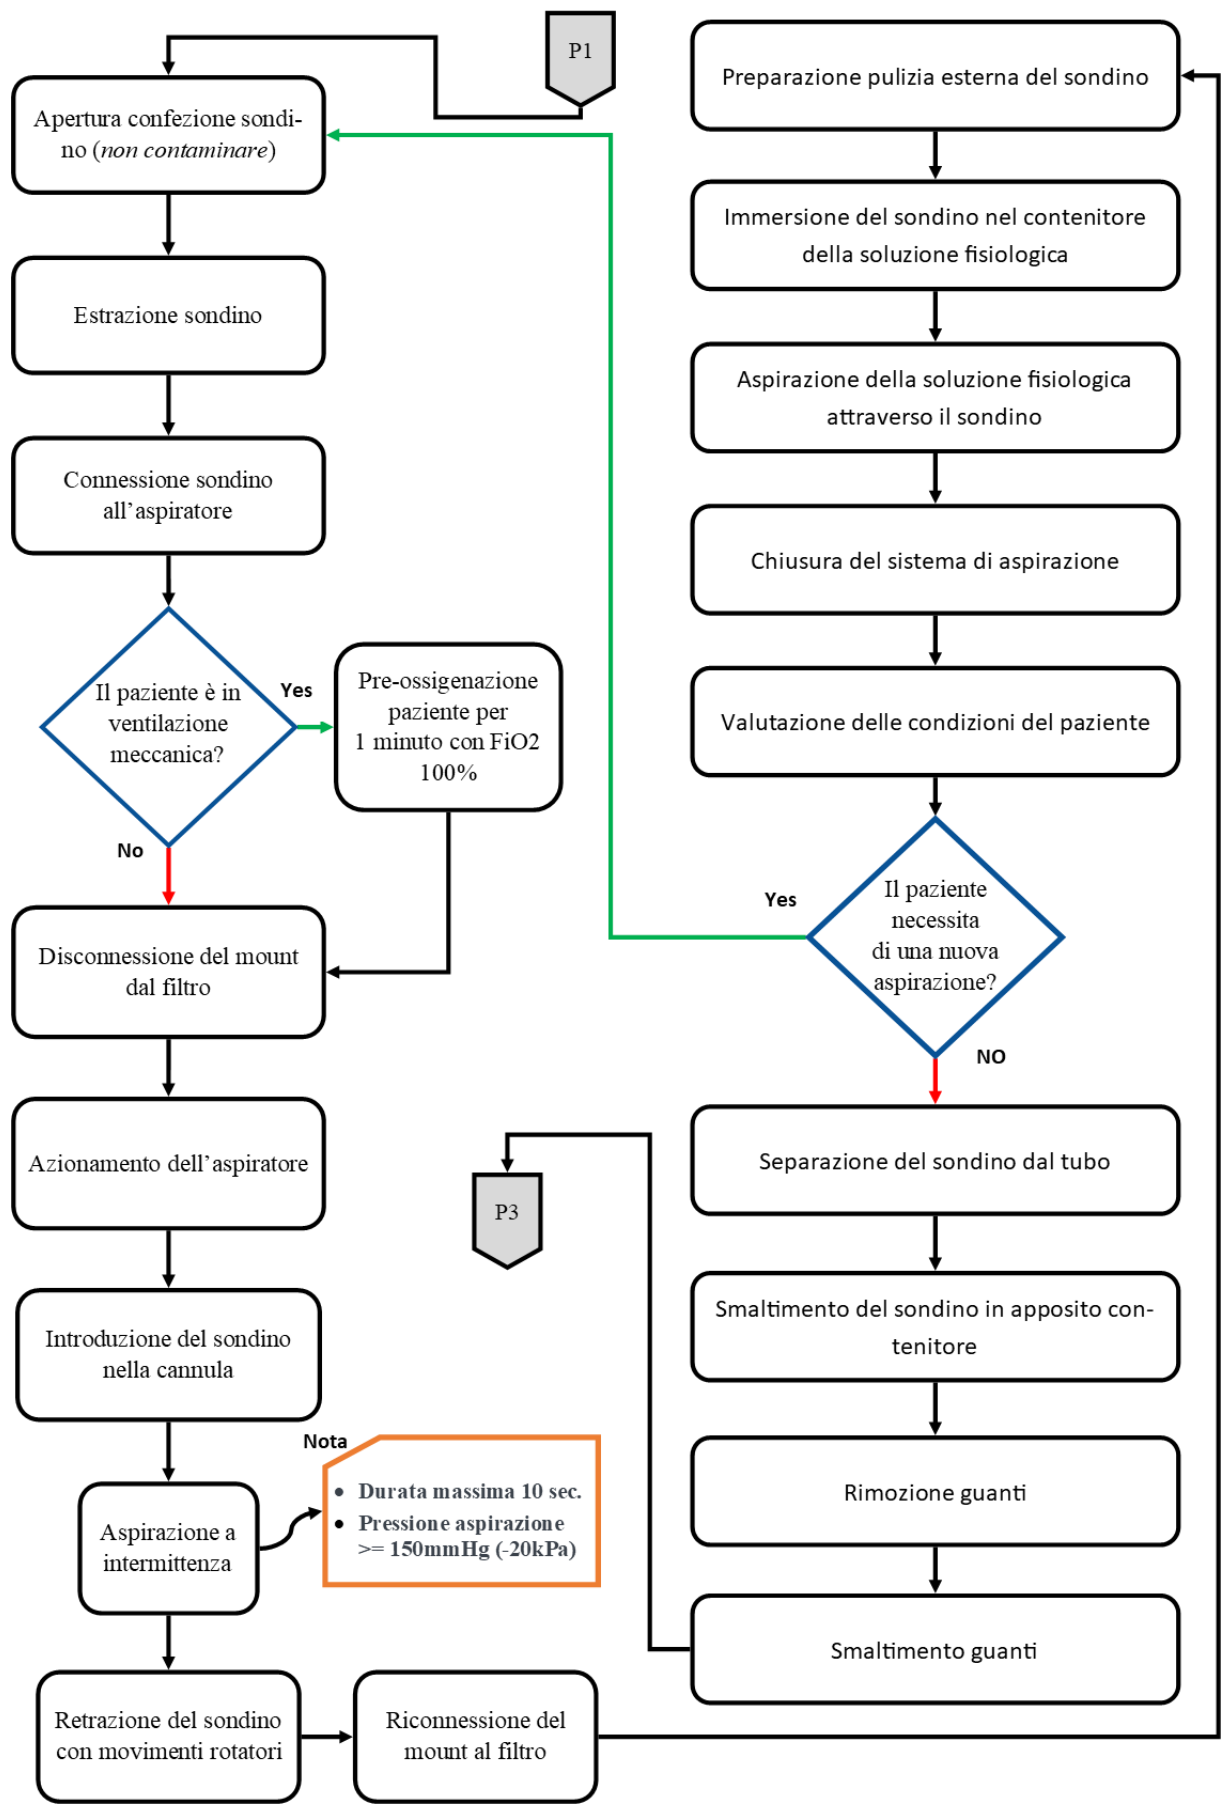 P1
Apertura confezione sondi-
no (non contaminare)
Estrazione sondino
Connessione sondino
all’aspiratore
Il paziente è in
ventilazione
meccanica?
Yes
Pre-ossigenazione
paziente per
1 minuto con FiO2
100%
No
Disconnessione del mount
dal filtro
Azionamento dell’aspiratore
Introduzione del sondino
nella cannula
Aspirazione a
intermittenza
Nota
• Durata massima 10 sec.
• Pressione aspirazione
>= 150mmHg (-20kPa)
Retrazione del sondino
con movimenti rotatori
Riconnessione del
mount al filtro
Preparazione pulizia esterna del sondino
Immersione del sondino nel contenitore
della soluzione fisiologica
Aspirazione della soluzione fisiologica
attraverso il sondino
Chiusura del sistema di aspirazione
Valutazione delle condizioni del paziente
Il paziente
necessita
di una nuova
aspirazione?
Yes
NO
Separazione del sondino dal tubo
Smaltimento del sondino in apposito con-
tenitore
Rimozione guanti
Smaltimento guanti
P3